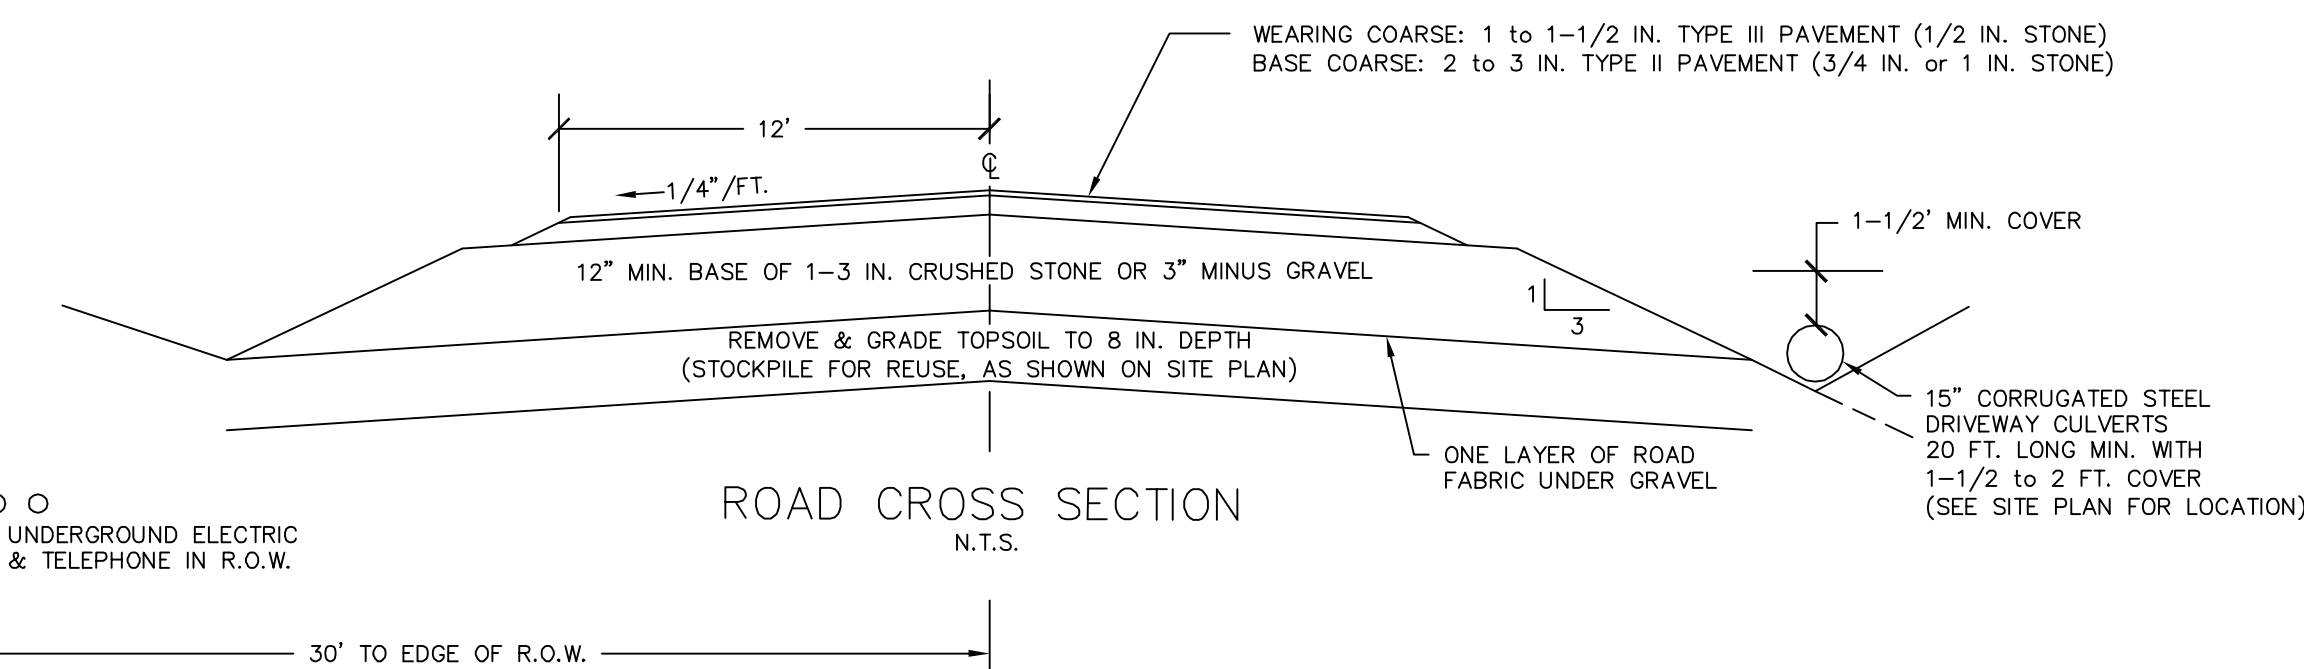 WEARING COARSE: 1 to 1-1/2 IN. TYPE III PAVEMENT (1/2 IN. STONE)
BASE COARSE: 2 to 3 IN. TYPE II PAVEMENT (3/4 IN. or 1 IN. STONE)
12'
℄
1/4"/FT.
1-1/2' MIN. COVER
12" MIN. BASE OF 1-3 IN. CRUSHED STONE OR 3" MINUS GRAVEL
1
3
REMOVE & GRADE TOPSOIL TO 8 IN. DEPTH
(STOCKPILE FOR REUSE, AS SHOWN ON SITE PLAN)
15" CORRUGATED STEEL
DRIVEWAY CULVERTS
20 FT. LONG MIN. WITH
1-1/2 to 2 FT. COVER
(SEE SITE PLAN FOR LOCATION)
ONE LAYER OF ROAD
FABRIC UNDER GRAVEL
ROAD CROSS SECTION
N.T.S.
UNDERGROUND ELECTRIC
& TELEPHONE IN R.O.W.
30' TO EDGE OF R.O.W.